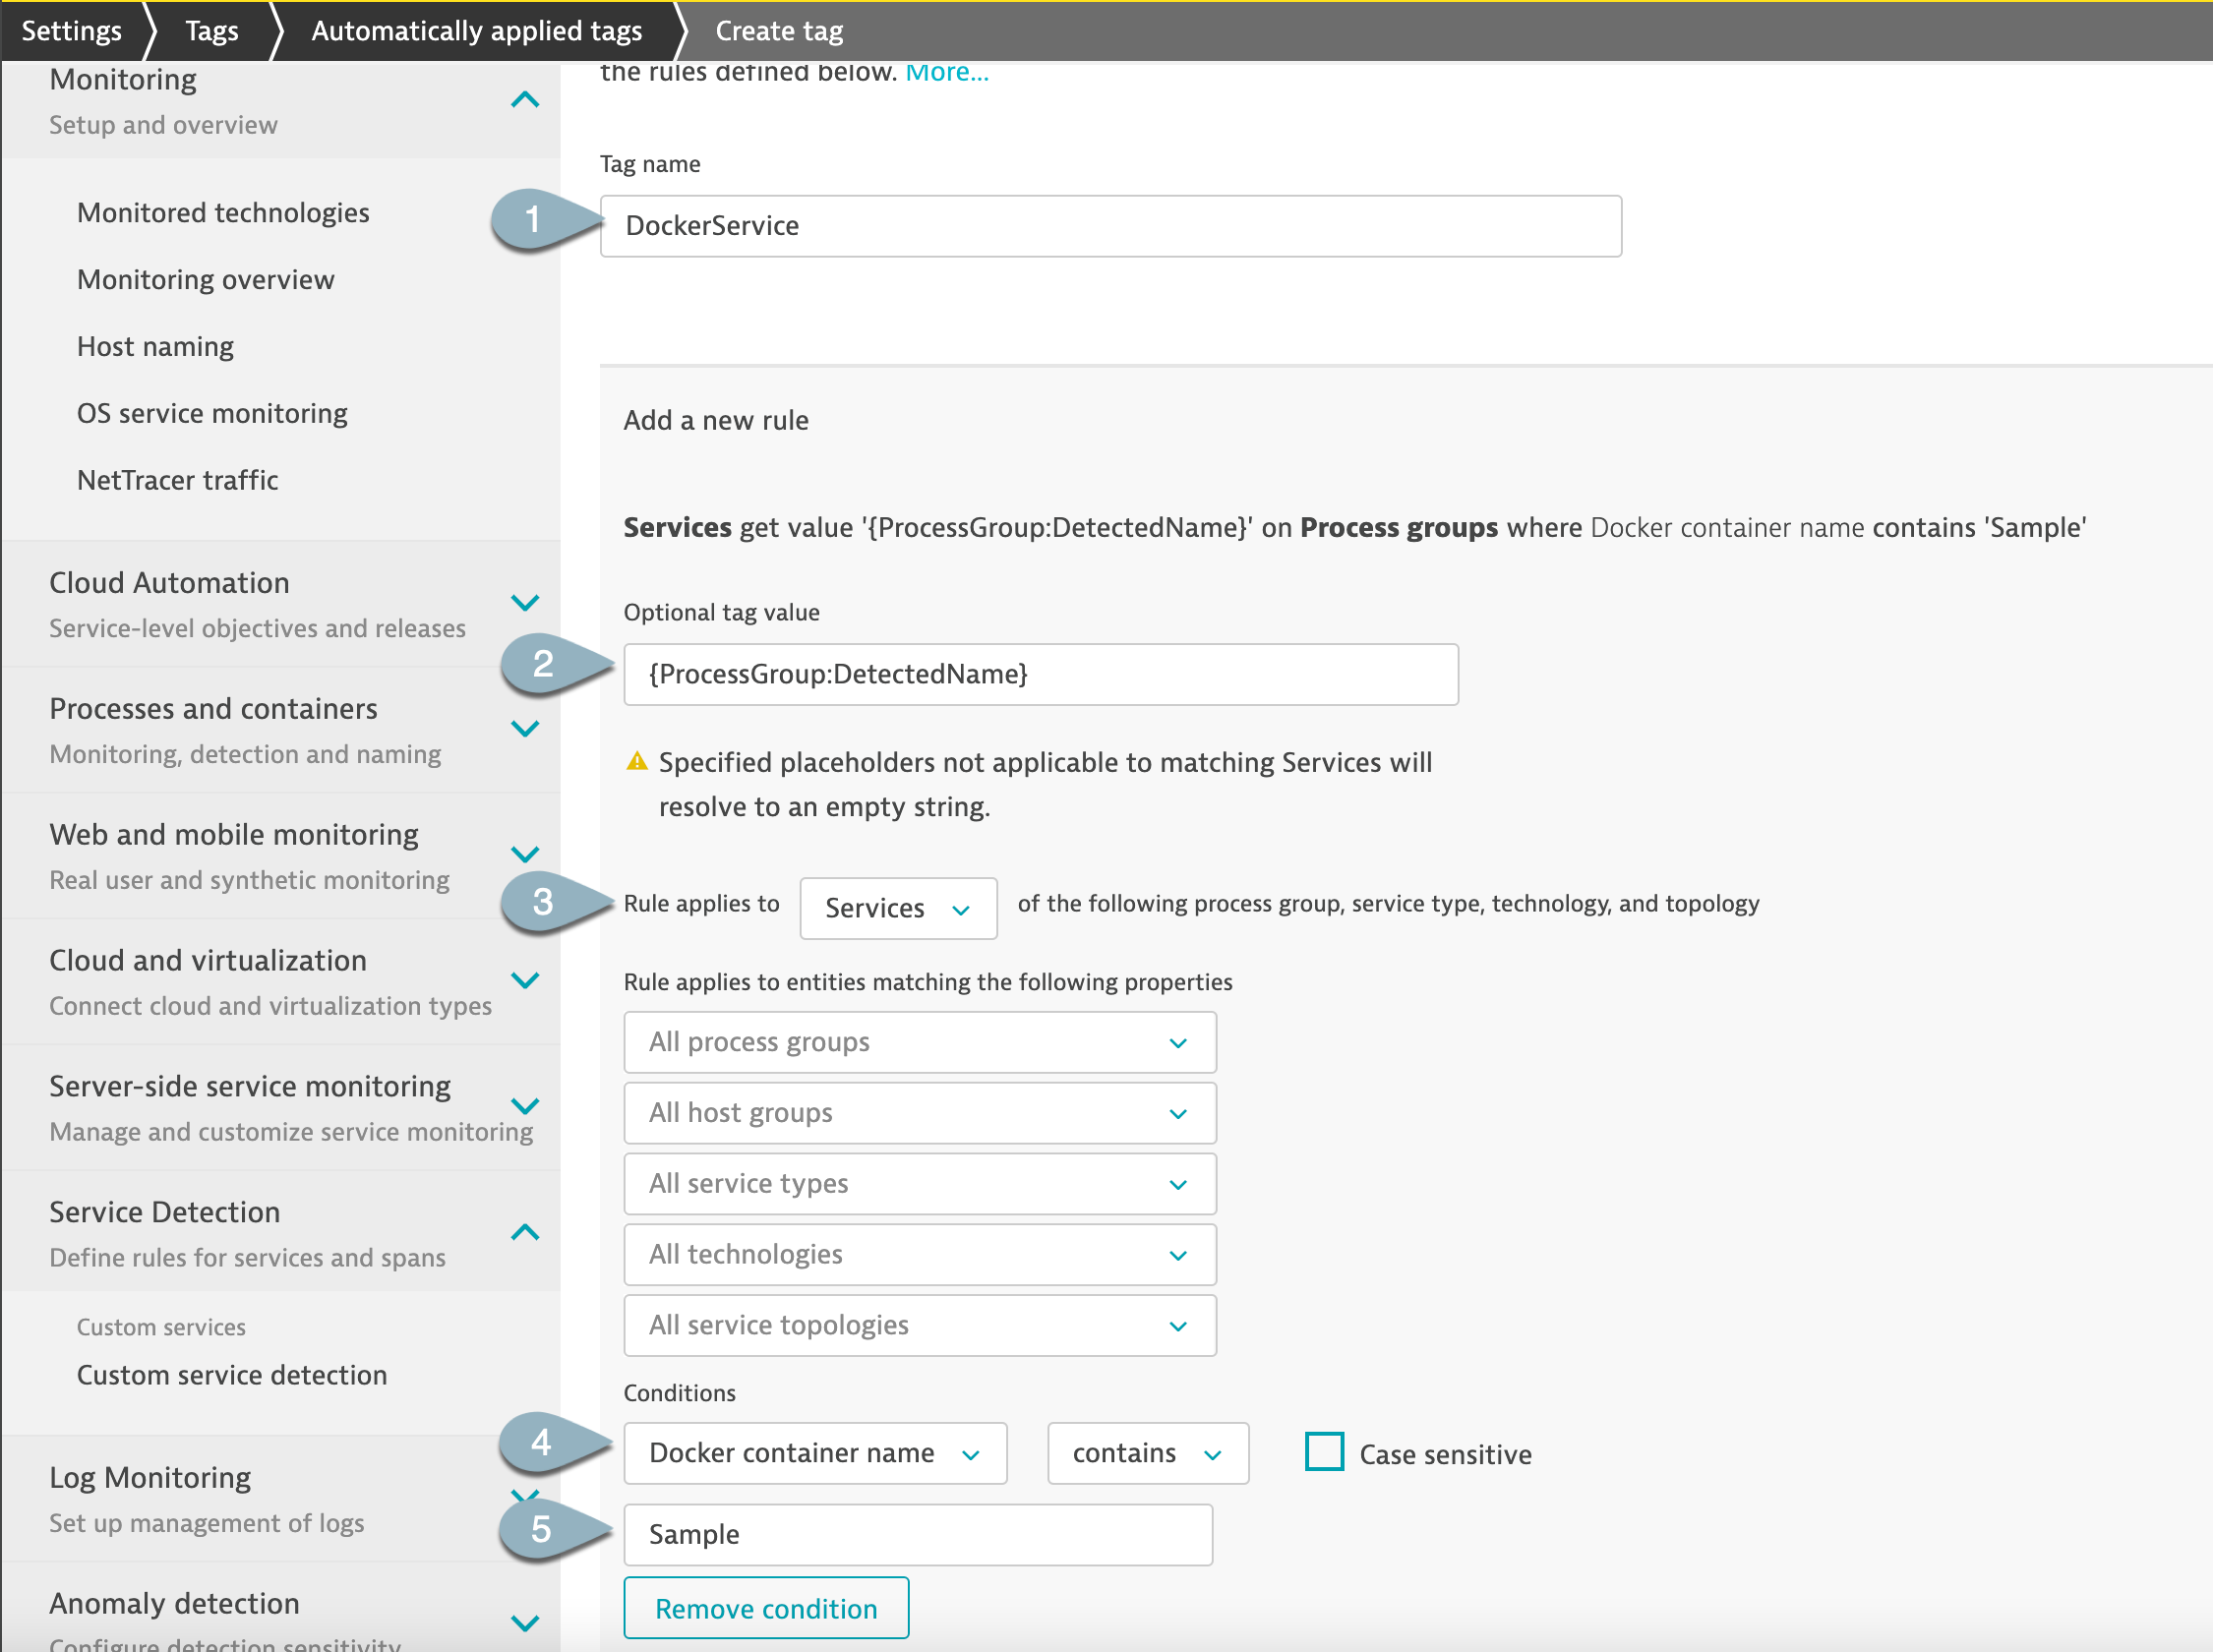 Settings
Tags
Automatically applied tags
Create tag
Monitoring
Setup and overview
Monitored technologies
Monitoring overview
Host naming
OS service monitoring
NetTracer traffic
Cloud Automation
Service-level objectives and releases
Processes and containers
Monitoring, detection and naming
Web and mobile monitoring
Real user and synthetic monitoring
Cloud and virtualization
Connect cloud and virtualization types
Server-side service monitoring
Manage and customize service monitoring
Service Detection
Define rules for services and spans
Custom services
Custom service detection
Log Monitoring
Set up management of logs
Anomaly detection
Configure detection sensitivity
the rules defined below. More...
Tag name
1
DockerService
Add a new rule
Services get value '{ProcessGroup:DetectedName}' on Process groups where Docker container name contains 'Sample'
Optional tag value
2
{ProcessGroup:DetectedName}
Specified placeholders not applicable to matching Services will
resolve to an empty string.
3
Rule applies to Services of the following process group, service type, technology, and topology
Rule applies to entities matching the following properties
All process groups
All host groups
All service types
All technologies
All service topologies
Conditions
4
Docker container name contains Case sensitive
5
Sample
Remove condition